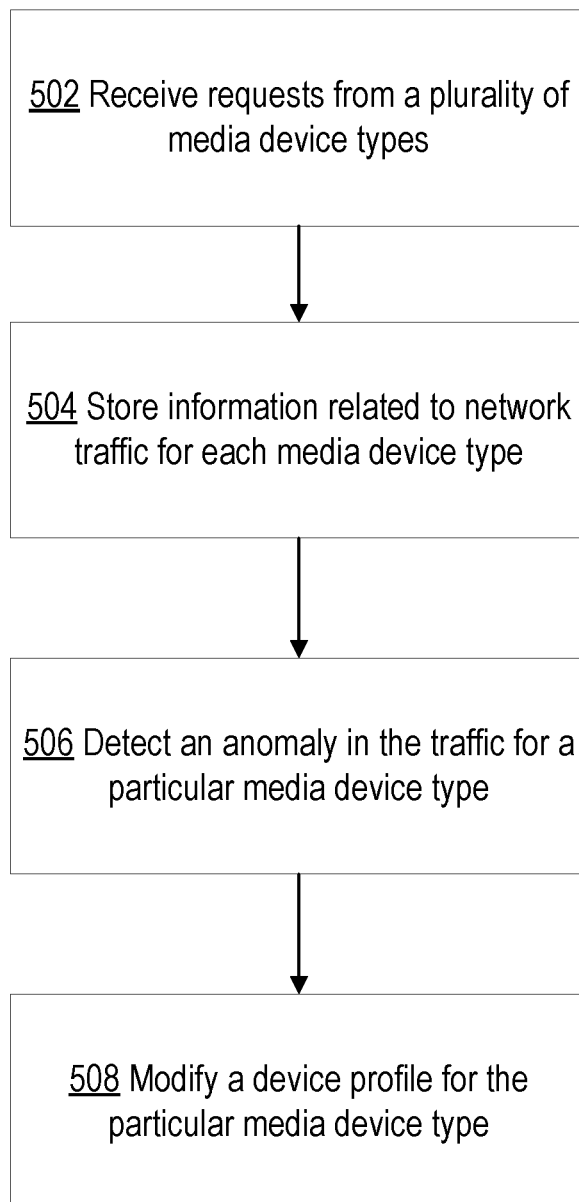 502 Receive requests from a plurality of
media device types
504 Store information related to network
traffic for each media device type
506 Detect an anomaly in the traffic for a
particular media device type
508 Modify a device profile for the
particular media device type